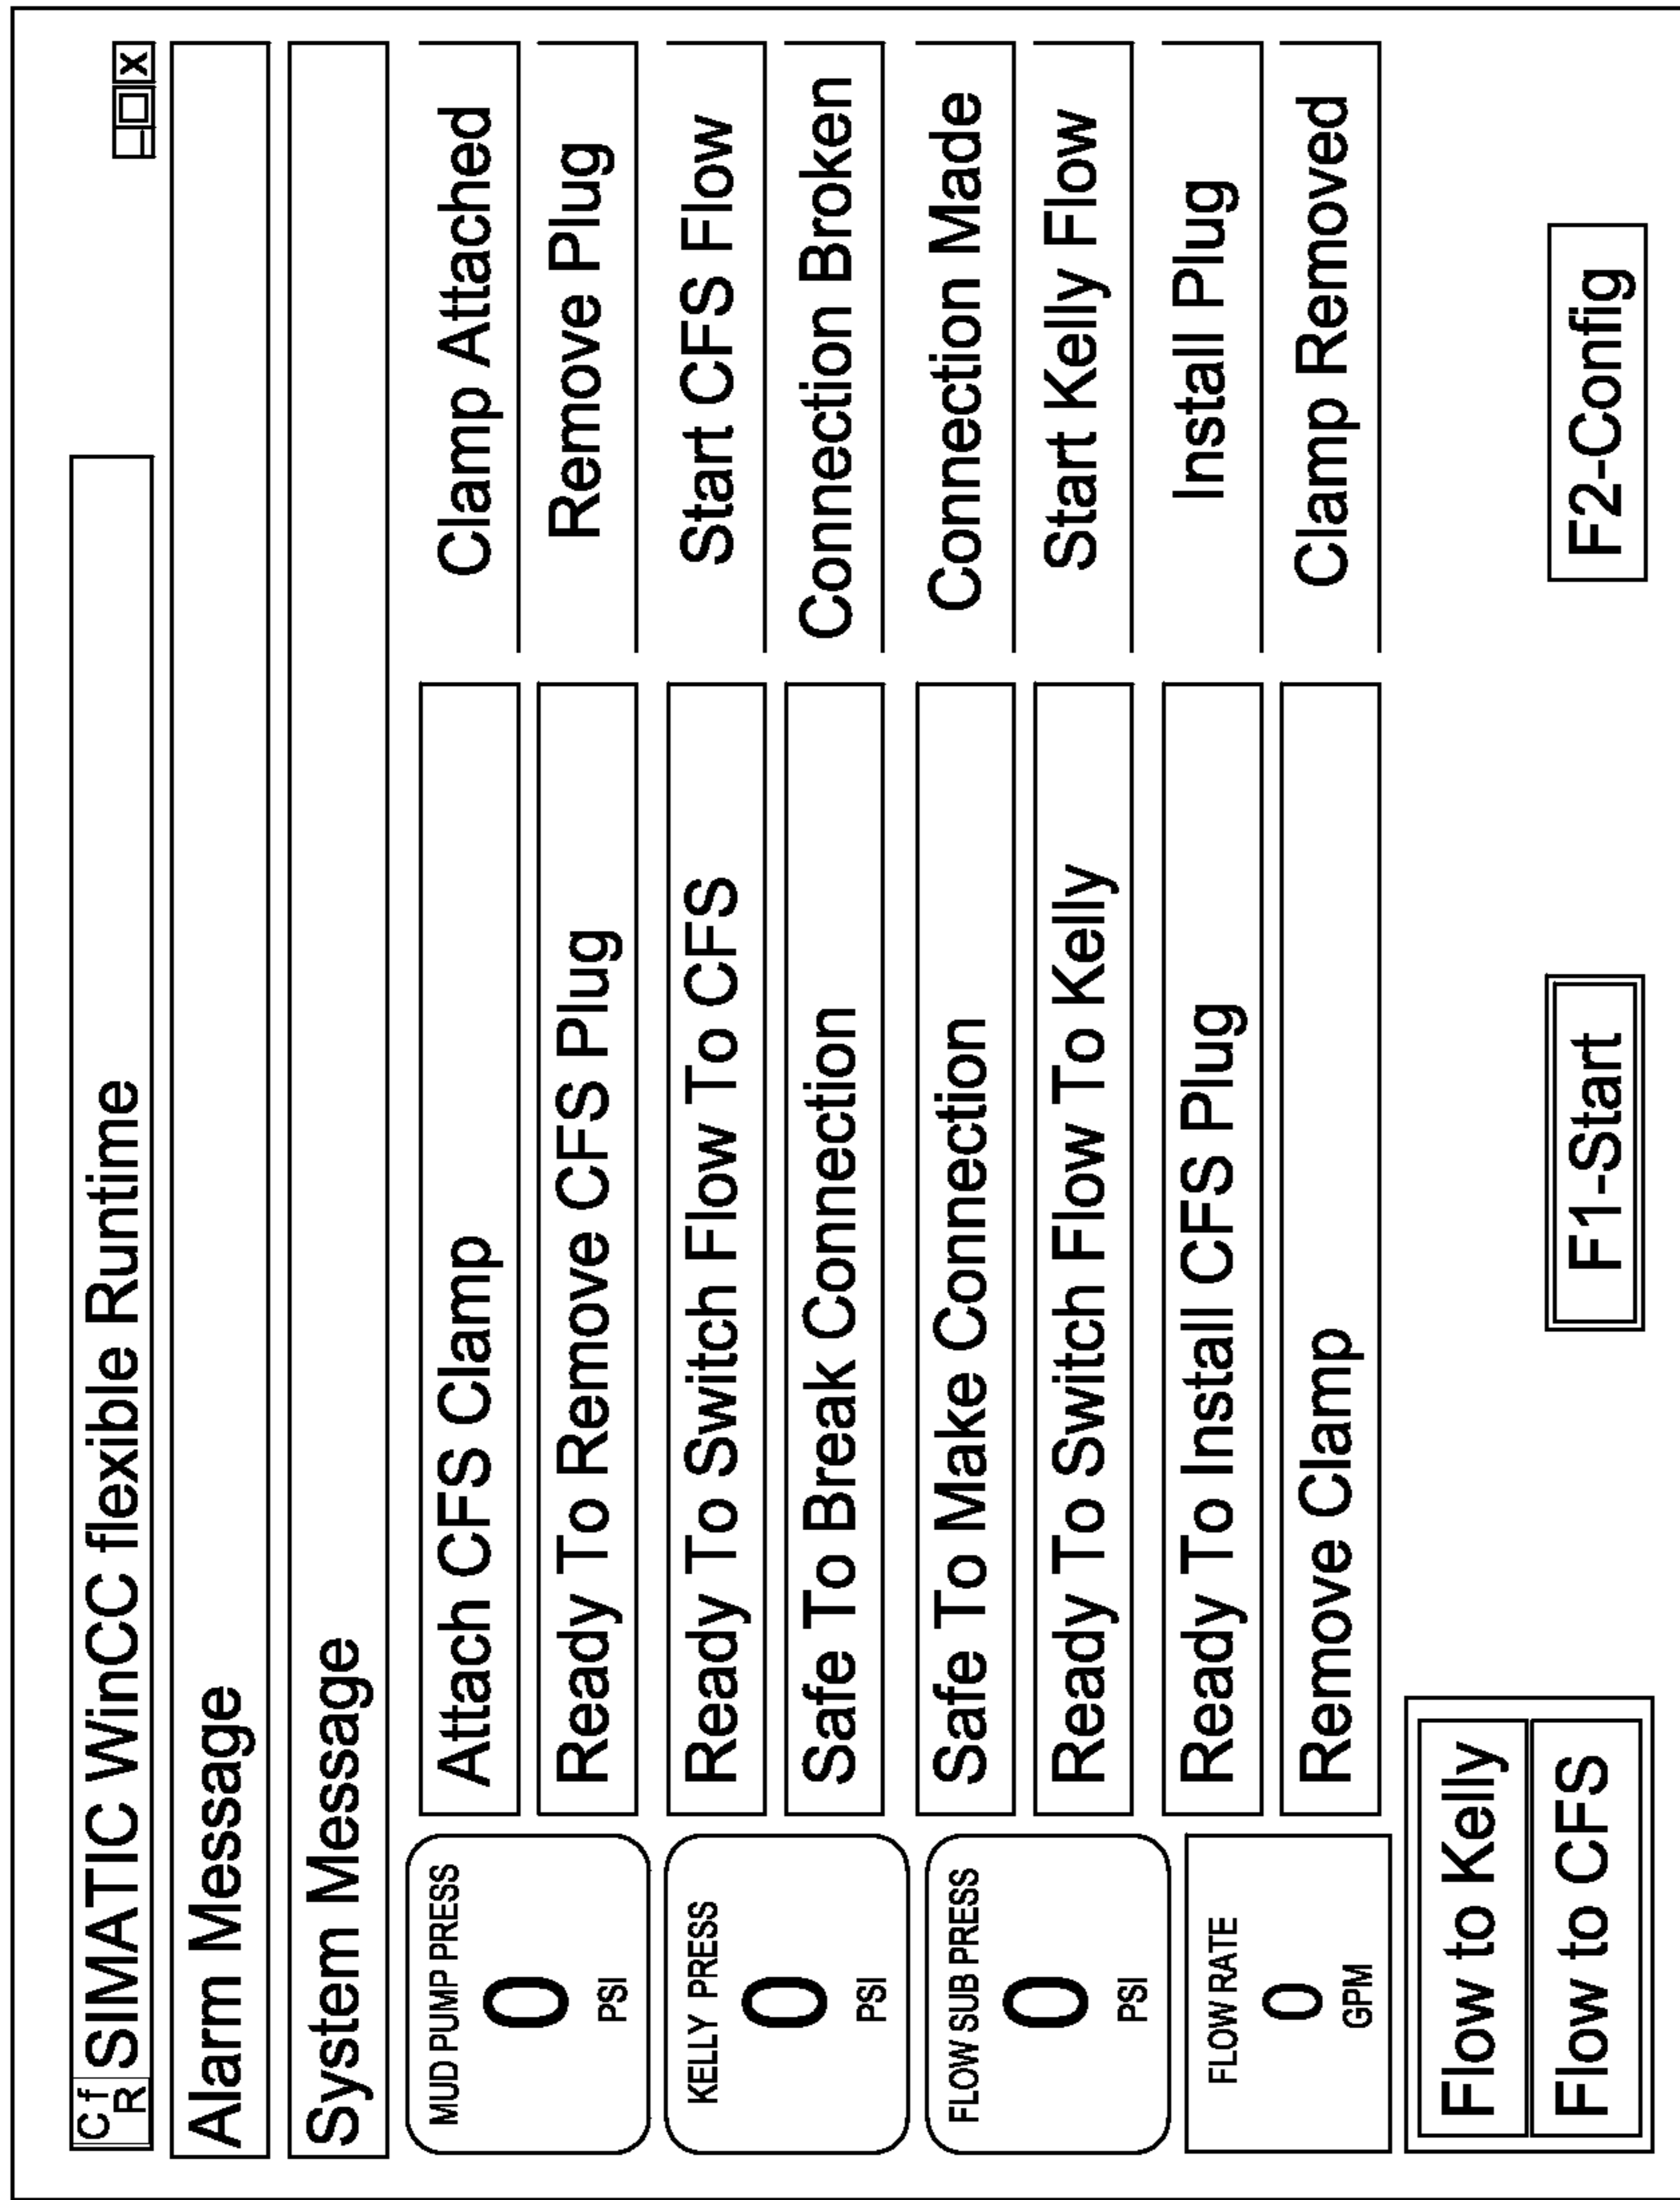 C f
R
SIMATIC WinCC flexible Runtime
X
Alarm Message
System Message
MUD PUMP PRESS
0
PSI
KELLY PRESS
0
PSI
FLOW SUB PRESS
0
PSI
FLOW RATE
0
GPM
Attach CFS Clamp
Clamp Attached
Ready To Remove CFS Plug
Remove Plug
Ready To Switch Flow To CFS
Start CFS Flow
Safe To Break Connection
Connection Broken
Safe To Make Connection
Connection Made
Ready To Switch Flow To Kelly
Start Kelly Flow
Ready To Install CFS Plug
Install Plug
Remove Clamp
Clamp Removed
Flow to Kelly
Flow to CFS
F1-Start
F2-Config